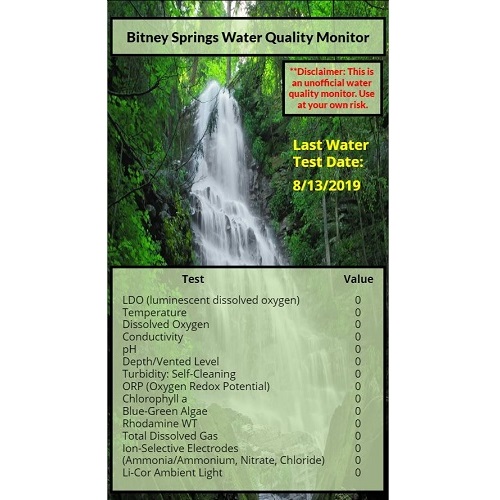 Bitney Springs Water Quality Monitor
**Disclaimer: This is
an unofficial water
quality monitor. Use
at your own risk.
Last Water
Test Date:
8/13/2019
Test Value
LDO (luminescent dissolved oxygen) 0
Temperature 0
Dissolved Oxygen 0
Conductivity 0
pH 0
Depth/Vented Level 0
Turbidity: Self-Cleaning 0
ORP (Oxygen Redox Potential) 0
Chlorophyll a 0
Blue-Green Algae 0
Rhodamine WT 0
Total Dissolved Gas 0
Ion-Selective Electrodes 0
(Ammonia/Ammonium, Nitrate, Chloride) 0
Li-Cor Ambient Light 0